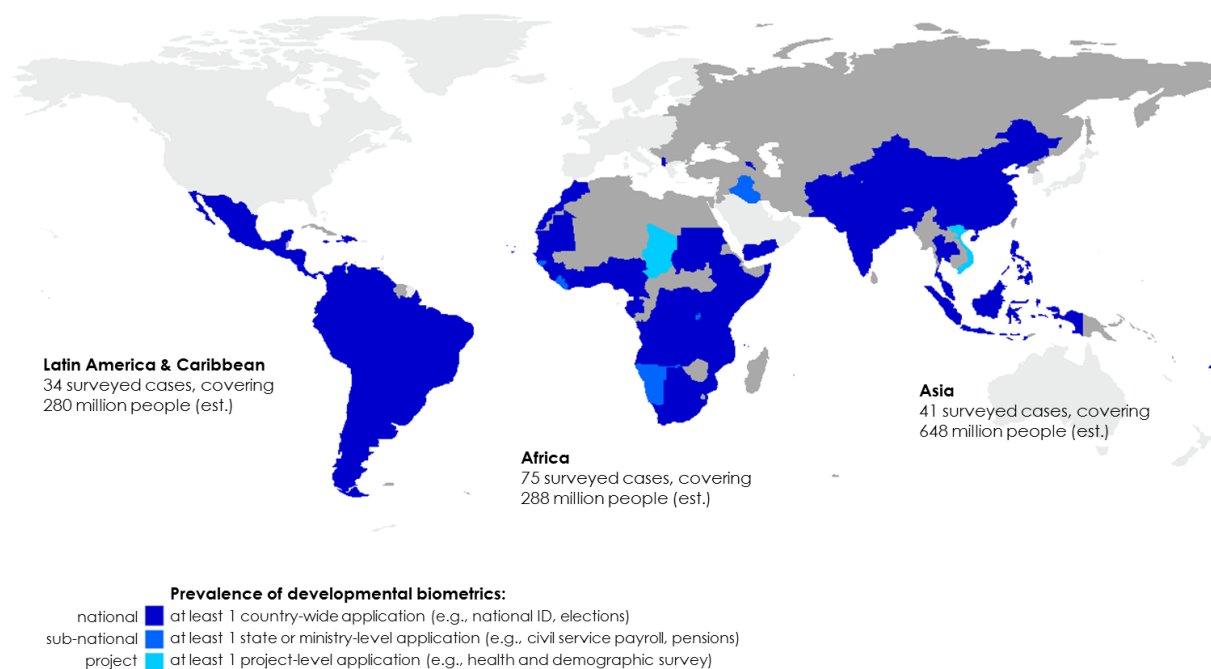 Latin America & Caribbean
34 surveyed cases, covering
280 million people (est.)
Asia
41 surveyed cases, covering
648 million people (est.)
Africa
75 surveyed cases, covering
288 million people (est.)
Prevalence of developmental biometrics:
national at least 1 country-wide application (e.g., national ID, elections)
sub-national at least 1 state or ministry-level application (e.g., civil service payroll, pensions)
project at least 1 project-level application (e.g., health and demographic survey)